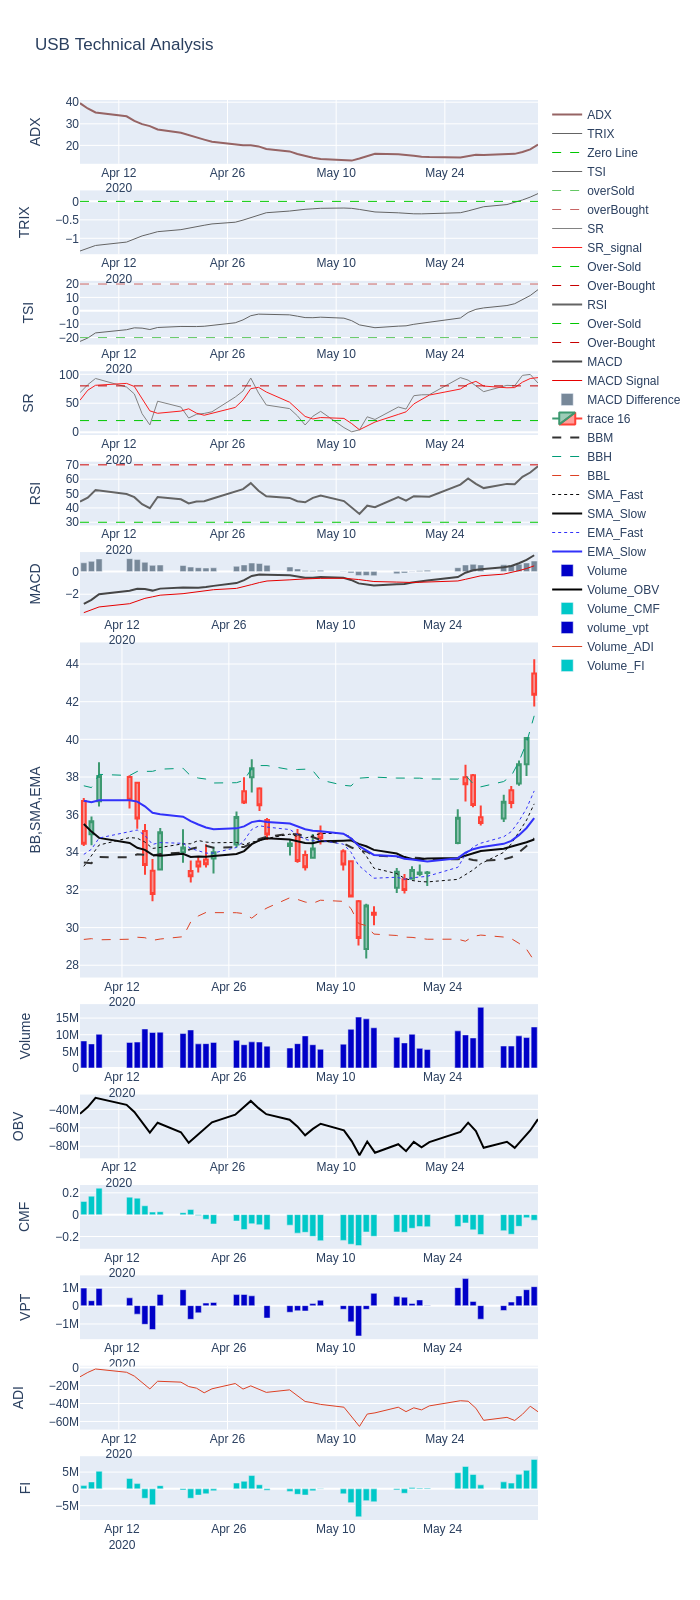 USB Technical Analysis
ADX
40
30
20
Apr 12
2020
Apr 26
May 10
May 24
TRIX
0
−0.5
−1
Apr 12
2020
Apr 26
May 10
May 24
TSI
20
10
0
−10
−20
Apr 12
2020
Apr 26
May 10
May 24
SR
100
50
0
Apr 12
2020
Apr 26
May 10
May 24
RSI
70
60
50
40
30
Apr 12
2020
Apr 26
May 10
May 24
MACD
0
−2
Apr 12
2020
Apr 26
May 10
May 24
BB,SMA,EMA
44
42
40
38
36
34
32
30
28
Apr 12
2020
Apr 26
May 10
May 24
Volume
15M
10M
5M
0
Apr 12
2020
Apr 26
May 10
May 24
OBV
−40M
−60M
−80M
Apr 12
2020
Apr 26
May 10
May 24
CMF
0.2
0
−0.2
Apr 12
2020
Apr 26
May 10
May 24
VPT
1M
0
−1M
Apr 12
2020
Apr 26
May 10
May 24
ADI
0
−20M
−40M
−60M
Apr 12
2020
Apr 26
May 10
May 24
FI
5M
0
−5M
Apr 12
2020
Apr 26
May 10
May 24
ADX
TRIX
Zero Line
TSI
overSold
overBought
SR
SR_signal
Over-Sold
Over-Bought
RSI
Over-Sold
Over-Bought
MACD
MACD Signal
MACD Difference
trace 16
BBM
BBH
BBL
SMA_Fast
SMA_Slow
EMA_Fast
EMA_Slow
Volume
Volume_OBV
Volume_CMF
volume_vpt
Volume_ADI
Volume_FI